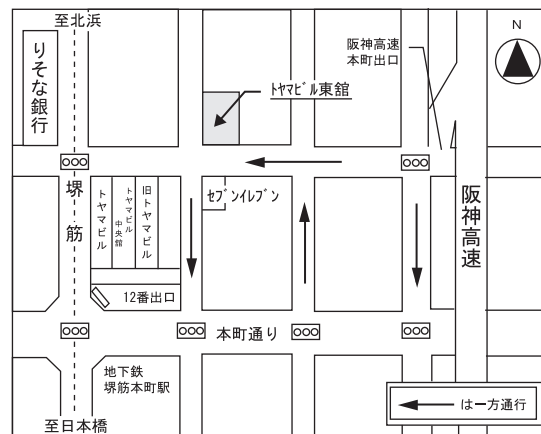 至北浜
りそな銀行
阪神高速
本町出口
N
ﾄﾔﾏﾋﾞﾙ東館
堺筋
トヤマビル
トヤマビル
中央館
旧トヤマビル
ｾﾌﾞﾝｲﾚﾌﾞﾝ
阪神高速
12番出口
本町通り
地下鉄
堺筋本町駅
は一方通行
至日本橋